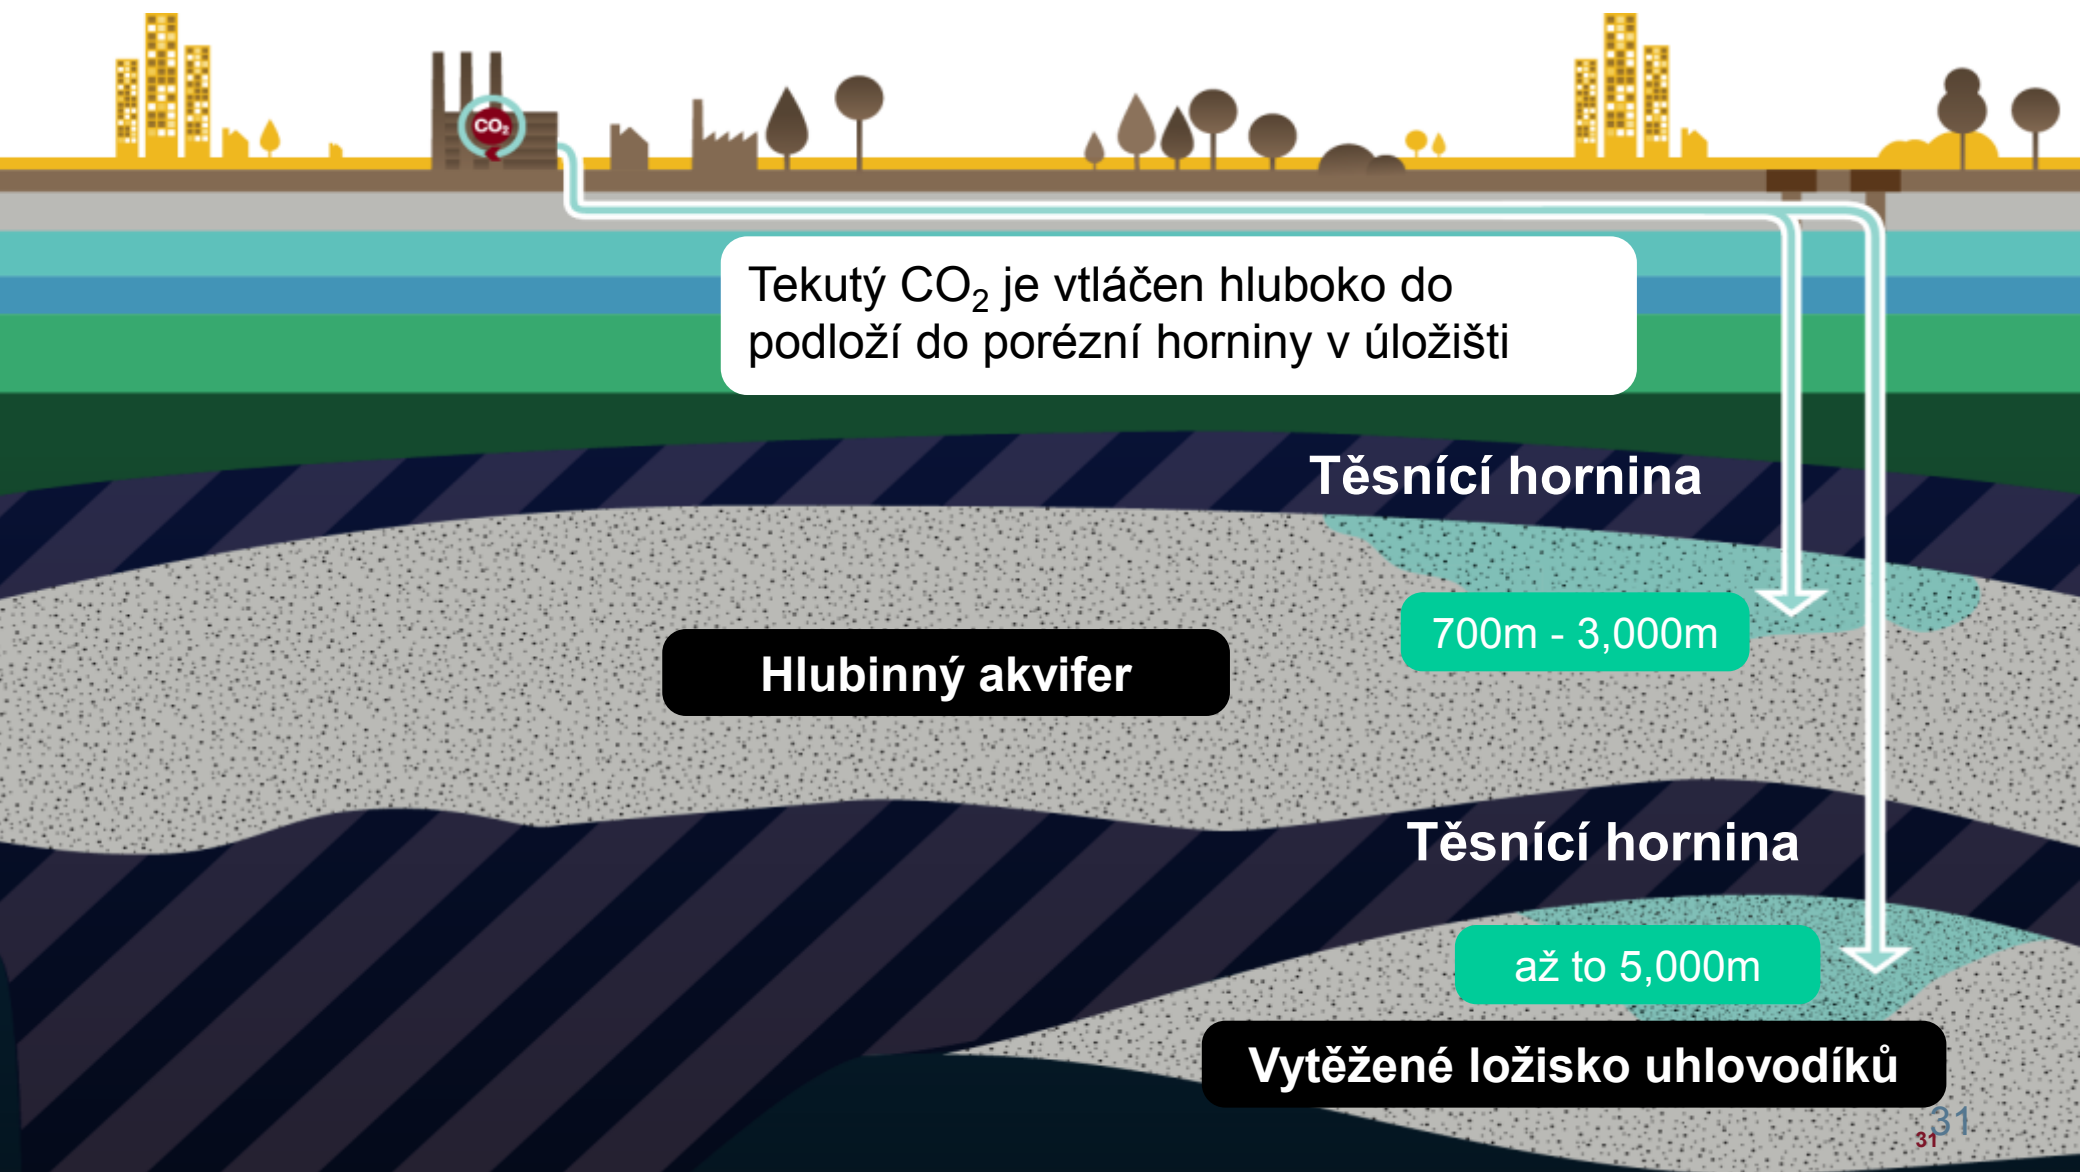 CO₂
Tekutý CO₂ je vtláčen hluboko do
podloží do porézní horniny v úložišti
Těsnící hornina
700m - 3,000m
Hlubinný akvifer
Těsnící hornina
až to 5,000m
Vytěžené ložisko uhlovodíků
31
31